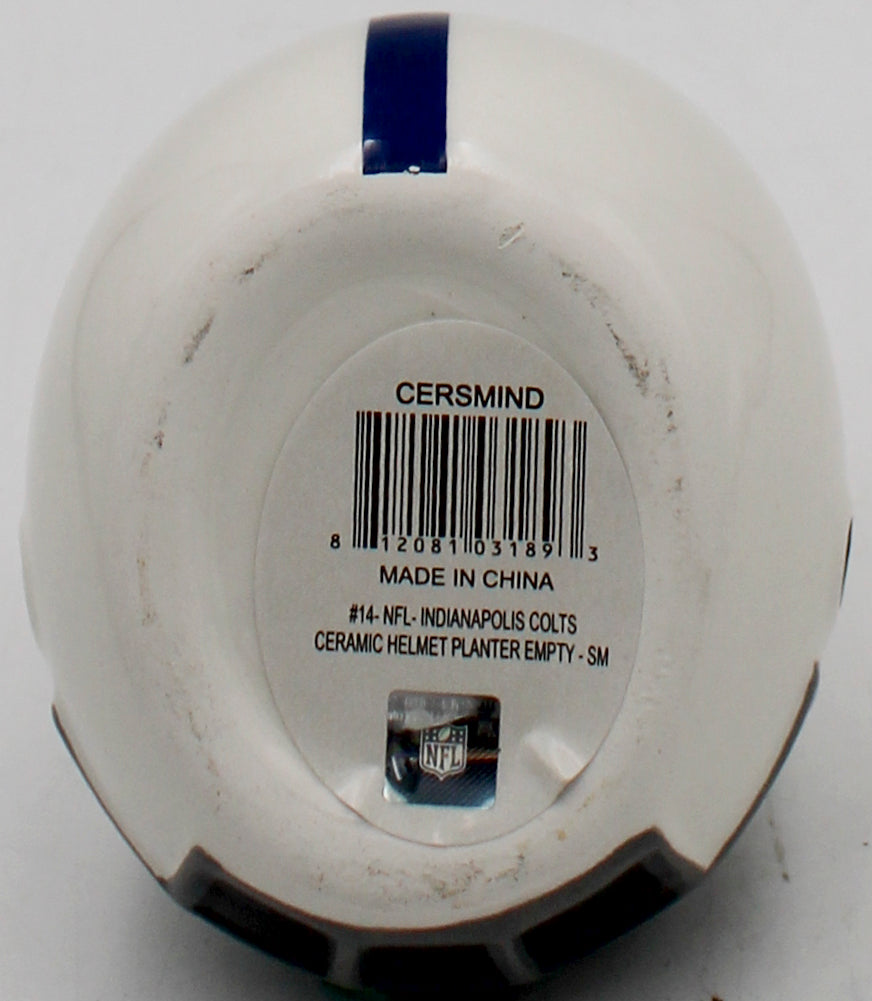 CERSMIND
8 12081 03189 3
MADE IN CHINA
#14- NFL- INDIANAPOLIS COLTS
CERAMIC HELMET PLANTER EMPTY - SM
NFL